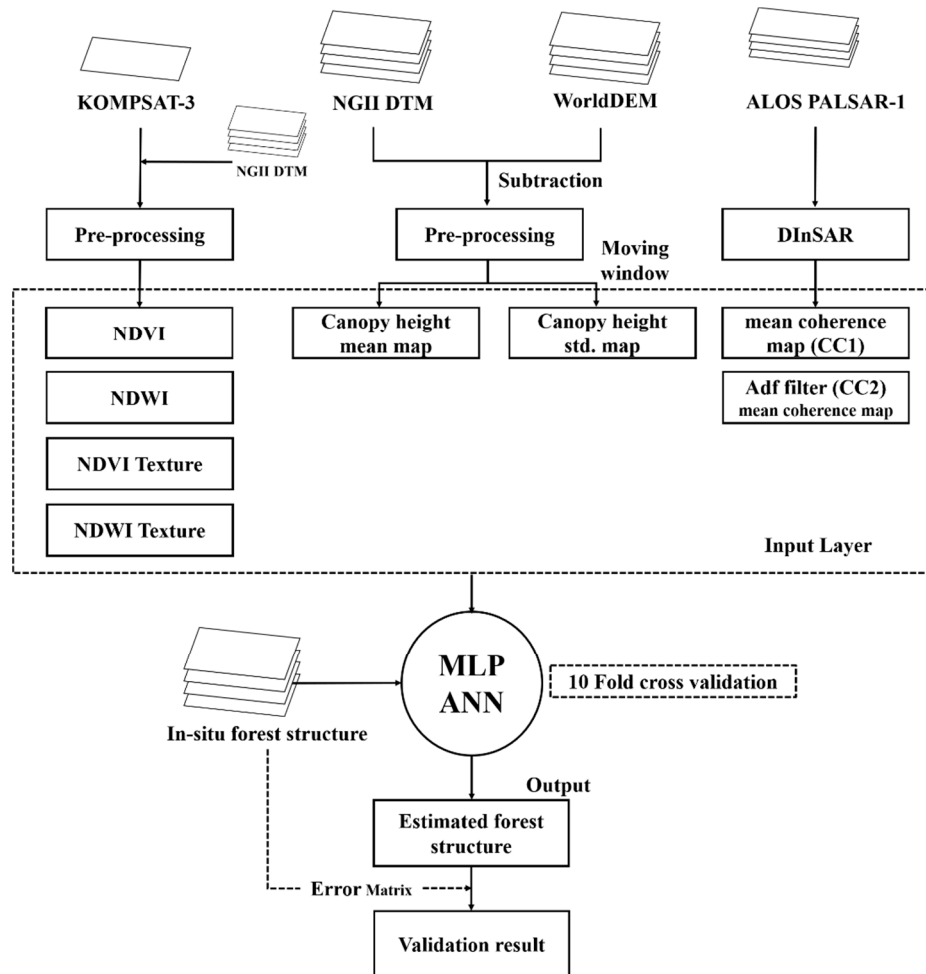 KOMPSAT-3
NGII DTM
WorldDEM
ALOS PALSAR-1
NGII DTM
Subtraction
Pre-processing
Pre-processing
DInSAR
Moving
window
NDVI
Canopy height
mean map
Canopy height
std. map
mean coherence
map (CC1)
NDWI
Adf filter (CC2)
mean coherence map
NDVI Texture
NDWI Texture
Input Layer
MLP
ANN
10 Fold cross validation
In-situ forest structure
Output
Estimated forest
structure
Error Matrix
Validation result